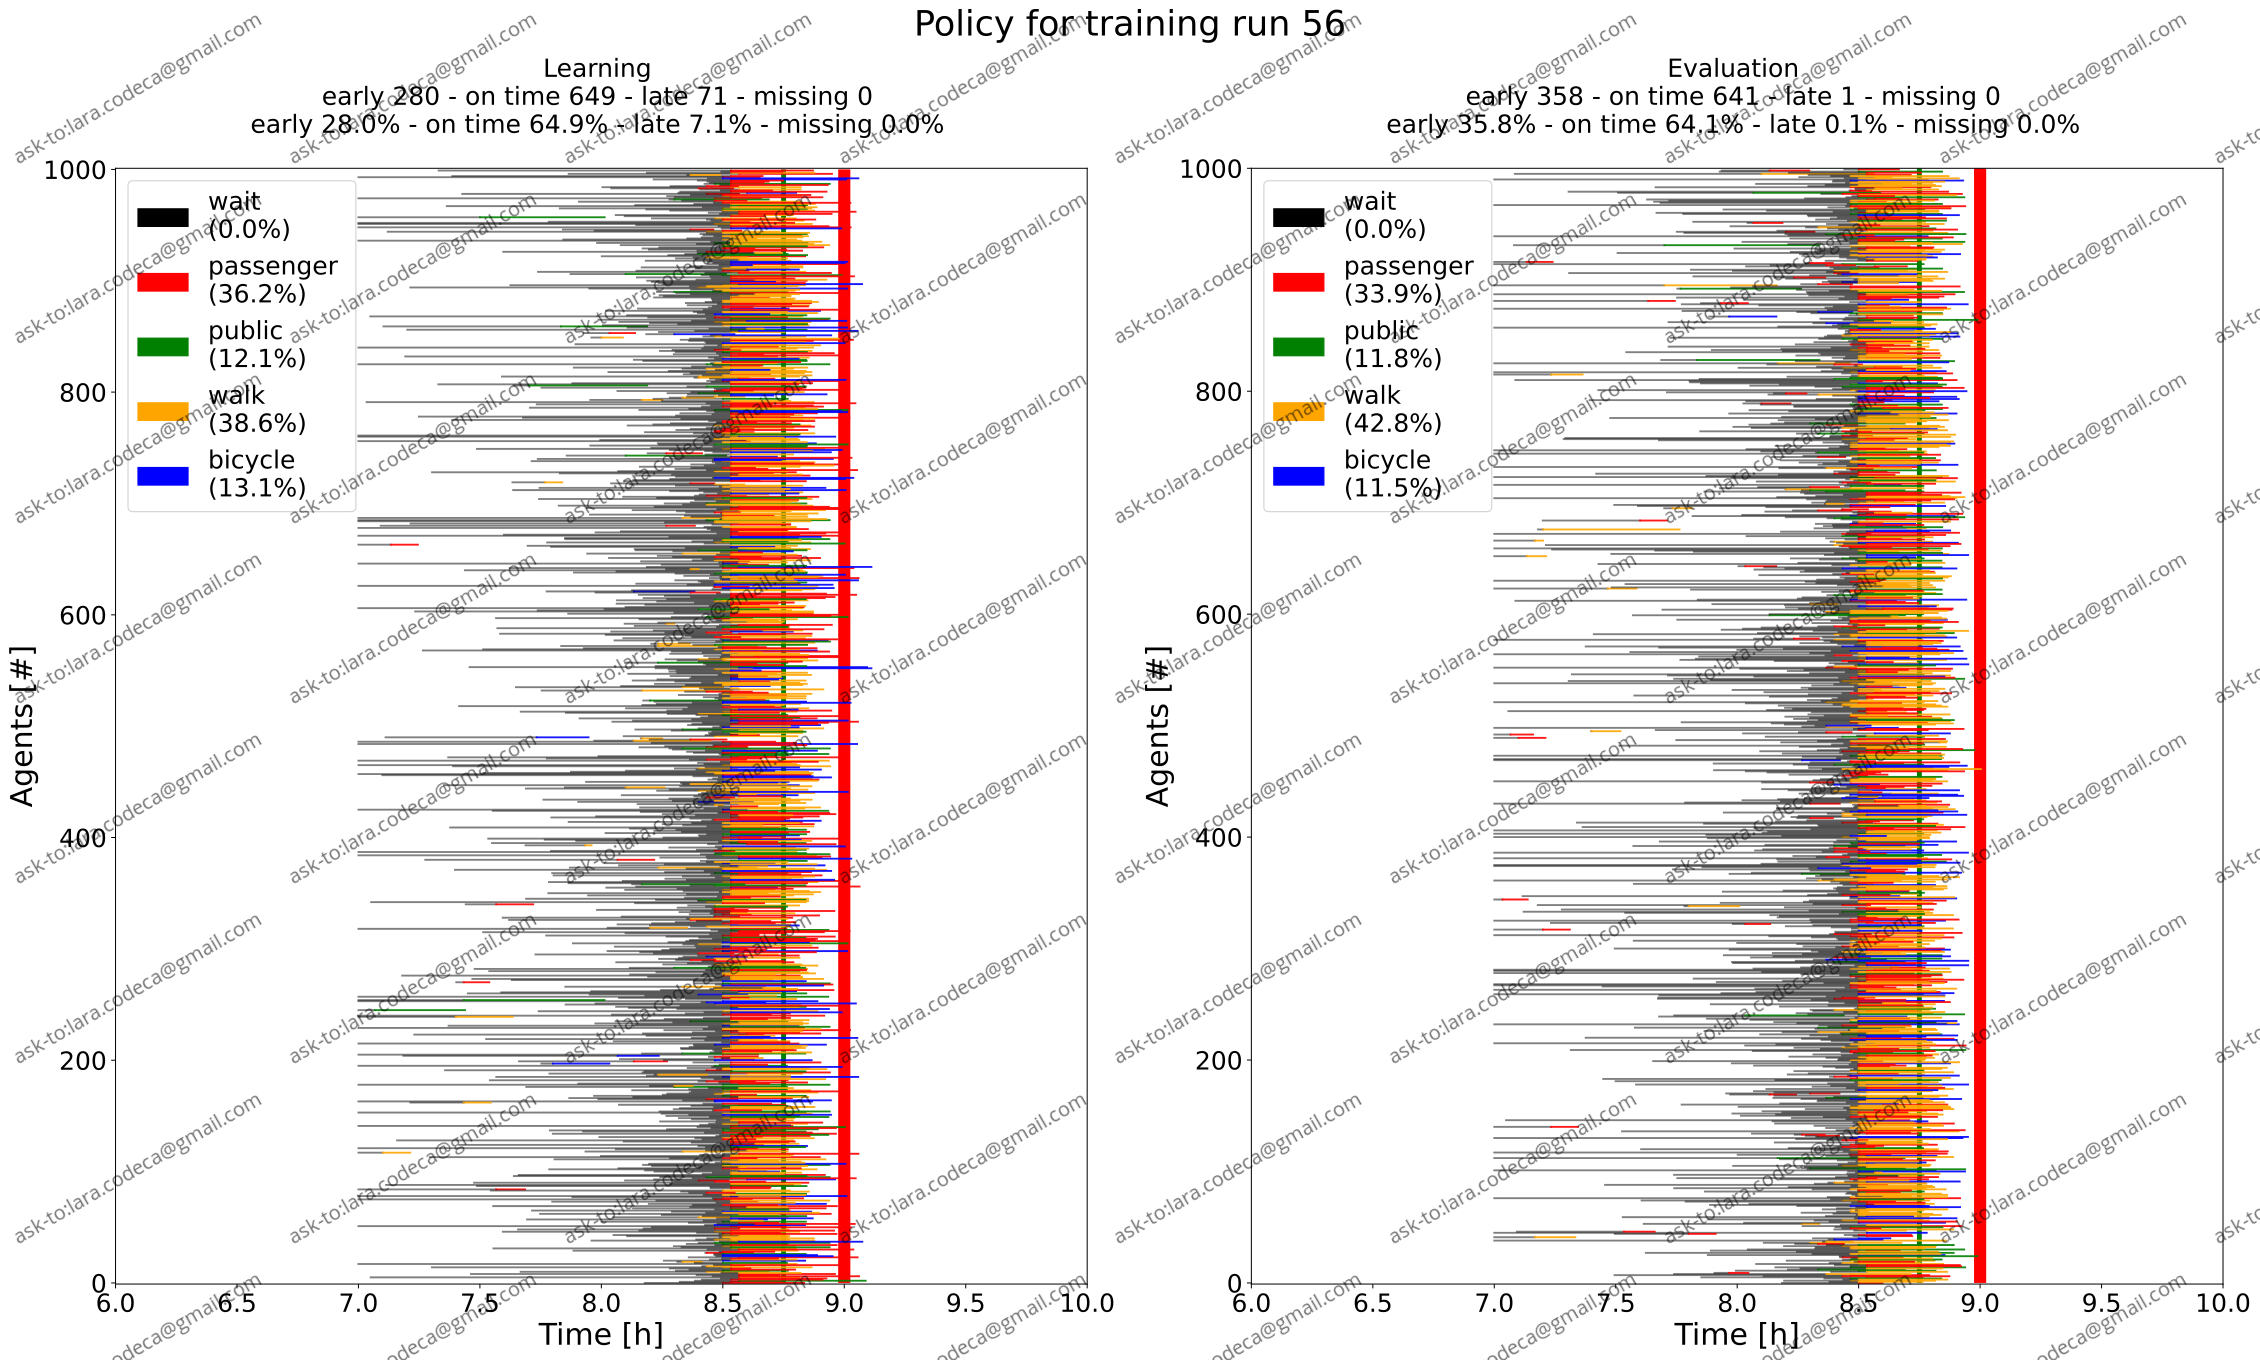 Policy for training run 56
Learning
early 280 - on time 649 - late 71 - missing 0
early 28.0% - on time 64.9% - late 7.1% - missing 0.0%
1000
800
600
400
200
0
Agents [#]
wait
(0.0%)
passenger
(36.2%)
public
(12.1%)
walk
(38.6%)
bicycle
(13.1%)
6.0 6.5 7.0 7.5 8.0 8.5 9.0 9.5 10.0
Time [h]
Evaluation
early 358 - on time 641 - late 1 - missing 0
early 35.8% - on time 64.1% - late 0.1% - missing 0.0%
1000
800
600
400
200
0
Agents [#]
wait
(0.0%)
passenger
(33.9%)
public
(11.8%)
walk
(42.8%)
bicycle
(11.5%)
6.0 6.5 7.0 7.5 8.0 8.5 9.0 9.5 10.0
Time [h]
ask-to:lara.codeca@gmail.com